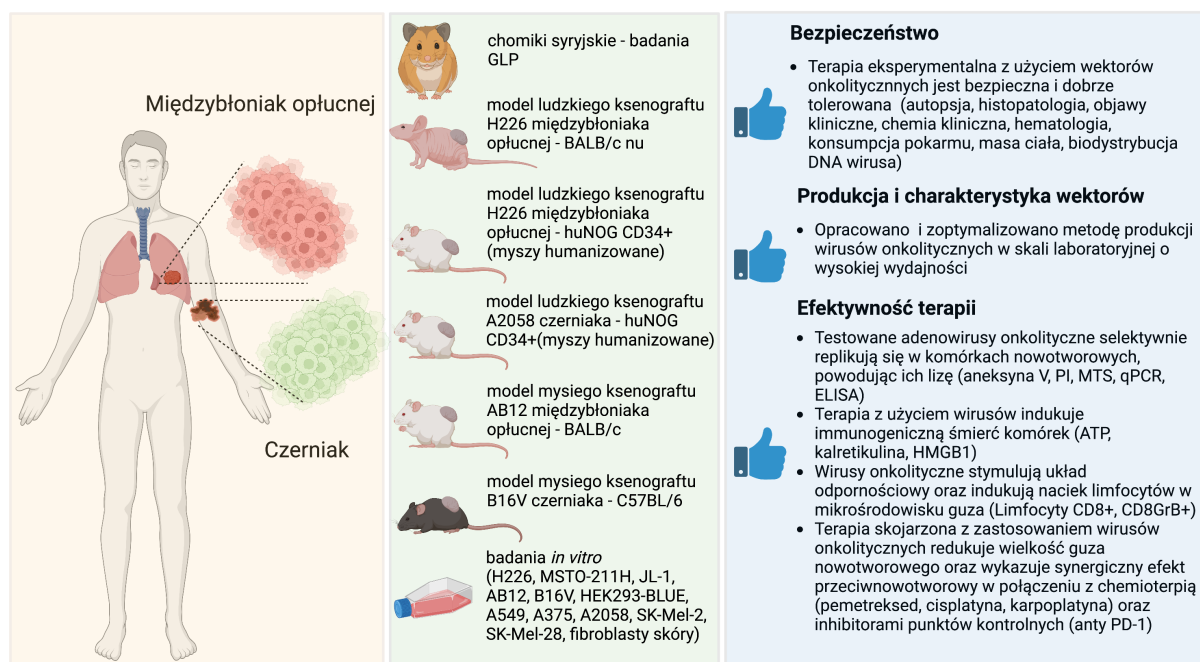 Międzybłoniak opłucnej
Czerniak
chomiki syryjskie - badania
GLP
model ludzkiego ksenograftu
H226 międzybłoniaka
opłucnej - BALB/c nu
model ludzkiego ksenograftu
H226 międzybłoniaka
opłucnej - huNOG CD34+
(myszy humanizowane)
model ludzkiego ksenograftu
A2058 czerniaka - huNOG
CD34+(myszy humanizowane)
model mysiego ksenograftu
AB12 międzybłoniaka
opłucnej - BALB/c
model mysiego ksenograftu
B16V czerniaka - C57BL/6
badania in vitro
(H226, MSTO-211H, JL-1,
AB12, B16V, HEK293-BLUE,
A549, A375, A2058, SK-Mel-2,
SK-Mel-28, fibroblasty skóry)
Bezpieczeństwo
• Terapia eksperymentalna z użyciem wektorów
onkolitycznnych jest bezpieczna i dobrze
tolerowana (autopsja, histopatologia, objawy
kliniczne, chemia kliniczna, hematologia,
konsumpcja pokarmu, masa ciała, biodystrybucja
DNA wirusa)
Produkcja i charakterystyka wektorów
• Opracowano i zoptymalizowano metodę produkcji
wirusów onkolitycznych w skali laboratoryjnej o
wysokiej wydajności
Efektywność terapii
• Testowane adenowirusy onkolityczne selektywnie
replikują się w komórkach nowotworowych,
powodując ich lizę (aneksyna V, PI, MTS, qPCR,
ELISA)
• Terapia z użyciem wirusów indukuje
immunogeniczną śmierć komórek (ATP,
kalretikulina, HMGB1)
• Wirusy onkolityczne stymulują układ
odpornościowy oraz indukują naciek limfocytów w
mikrośrodowisku guza (Limfocyty CD8+, CD8GrB+)
• Terapia skojarzona z zastosowaniem wirusów
onkolitycznych redukuje wielkość guza
nowotworowego oraz wykazuje synergiczny efekt
przeciwnowotworowy w połączeniu z chemioterpią
(pemetreksed, cisplatyna, karpoplatyna) oraz
inhibitorami punktów kontrolnych (anty PD-1)